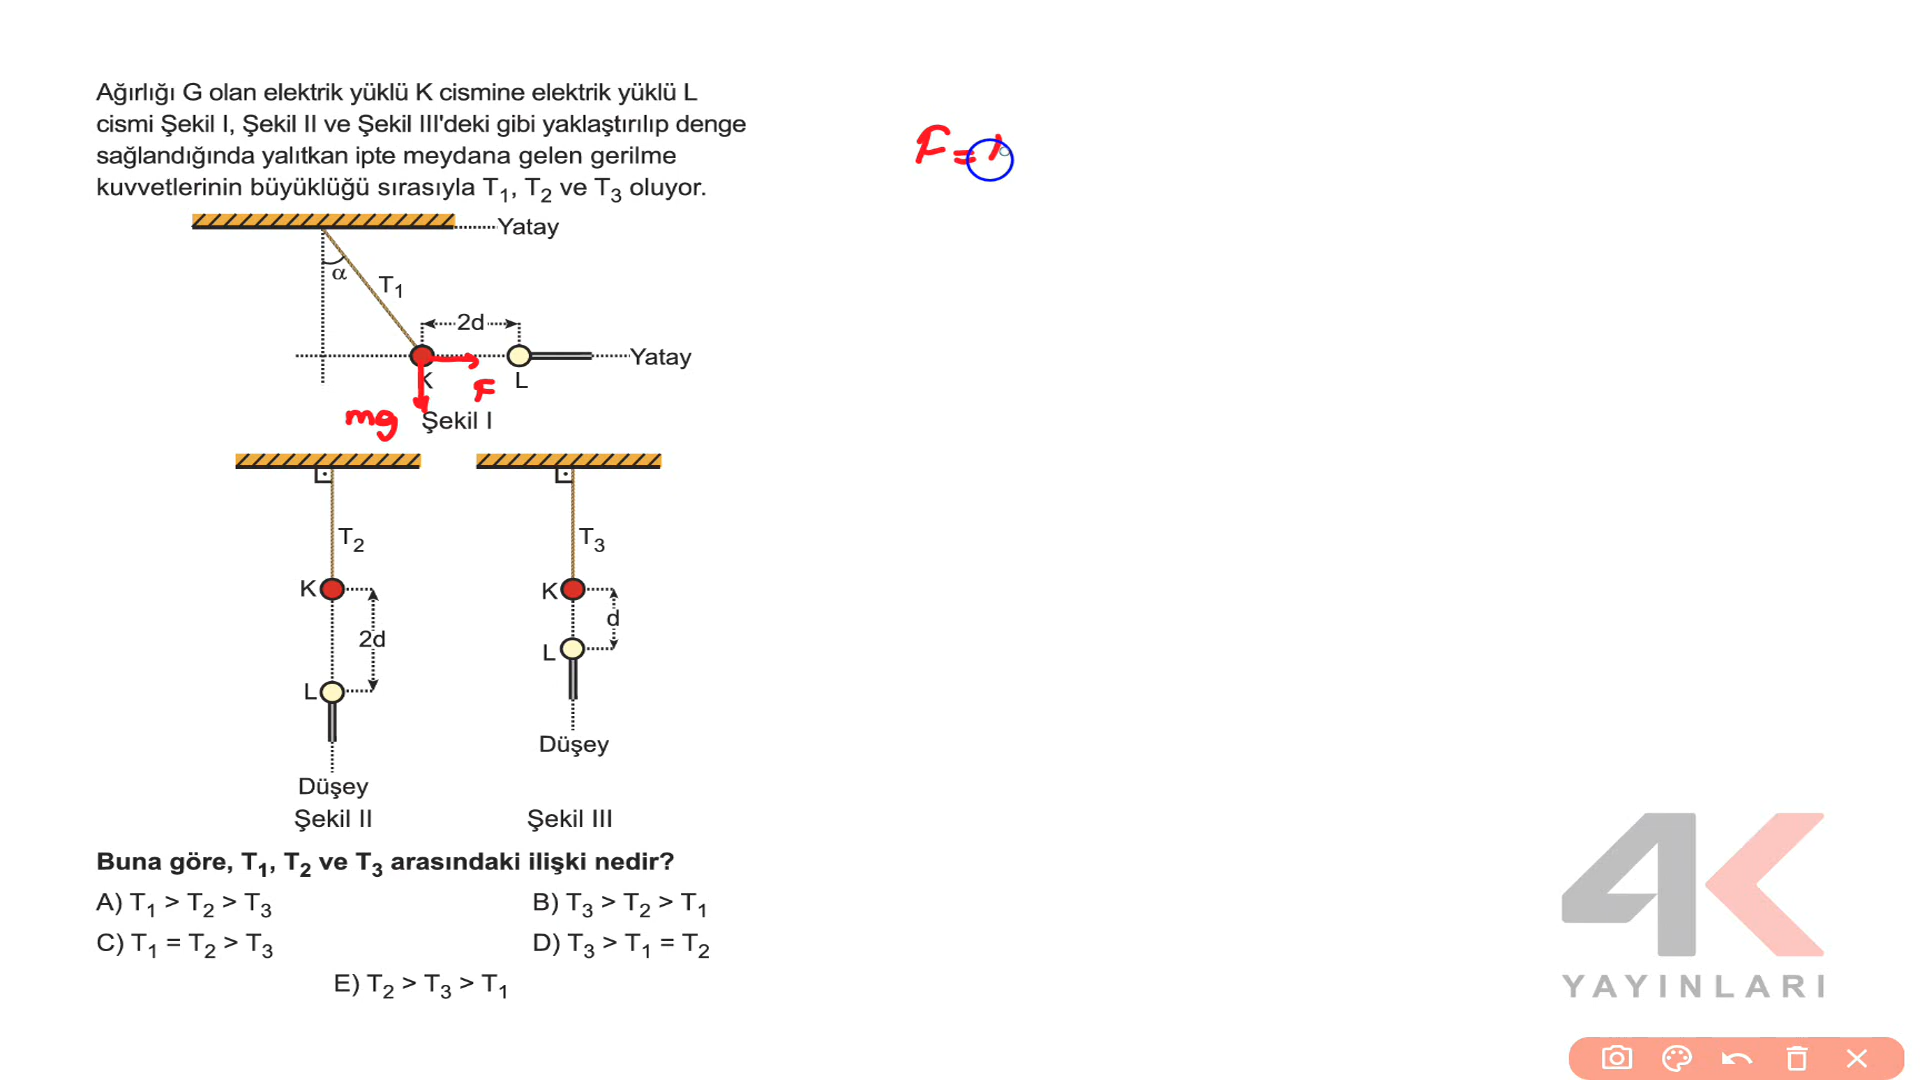 Ağırlığı G olan elektrik yüklü K cismine elektrik yüklü L
cismi Şekil I, Şekil II ve Şekil III'deki gibi yaklaştırılıp denge
sağlandığında yalıtkan ipte meydana gelen gerilme
kuvvetlerinin büyüklüğü sırasıyla T₁, T₂ ve T₃ oluyor.
F =
Yatay
α
T₁
2d
Yatay
K
L
F
mg
Şekil I
T₂
K
2d
L
Düşey
Şekil II
T₃
K
d
L
Düşey
Şekil III
Buna göre, T₁, T₂ ve T₃ arasındaki ilişki nedir?
A) T₁ > T₂ > T₃
B) T₃ > T₂ > T₁
C) T₁ = T₂ > T₃
D) T₃ > T₁ = T₂
E) T₂ > T₃ > T₁
4K
YAYINLARI